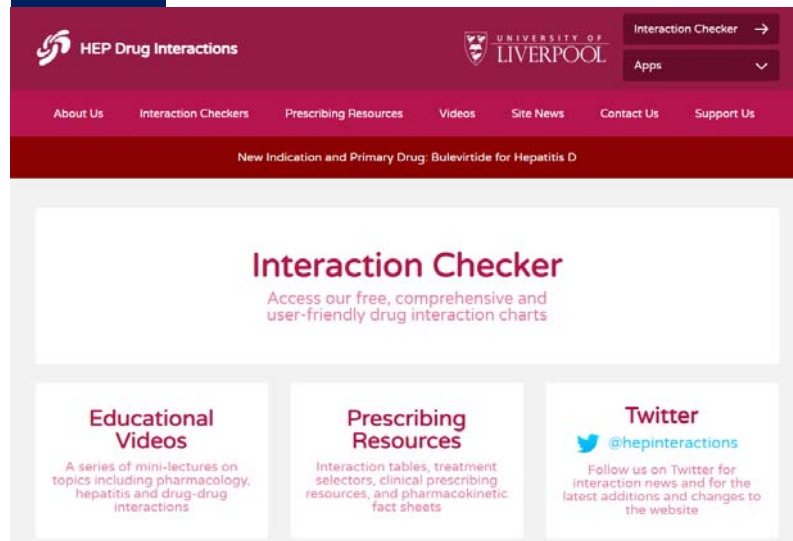 HEP Drug Interactions
UNIVERSITY OF
LIVERPOOL
Interaction Checker
Apps
About Us Interaction Checkers Prescribing Resources Videos Site News Contact Us Support Us
New Indication and Primary Drug: Bulevirtide for Hepatitis D
Interaction Checker
Access our free, comprehensive and
user-friendly drug interaction charts
Educational
Videos
A series of mini-lectures on
topics including pharmacology,
hepatitis and drug-drug
interactions
Prescribing
Resources
Interaction tables, treatment
selectors, clinical prescribing
resources, and pharmacokinetic
fact sheets
Twitter
@hepinteractions
Follow us on Twitter for
interaction news and for the
latest additions and changes to
the website